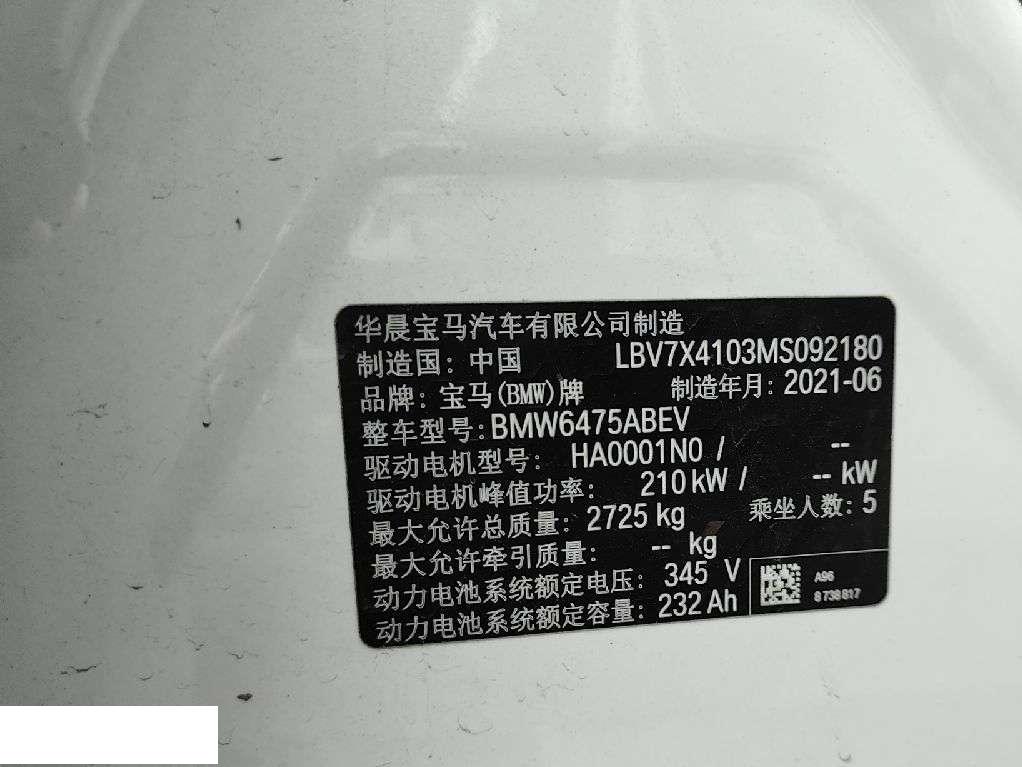 华晨宝马汽车有限公司制造
制造国：中国 LBV7X4103MS092180
品牌：宝马(BMW)牌 制造年月：2021-06
整车型号：BMW6475ABEV
驱动电机型号：HA0001N0 / --
驱动电机峰值功率：210 kW / -- kW
最大允许总质量：2725 kg 乘坐人数：5
最大允许牵引质量：-- kg
动力电池系统额定电压：345 V
动力电池系统额定容量：232 Ah
A96
8 738 817